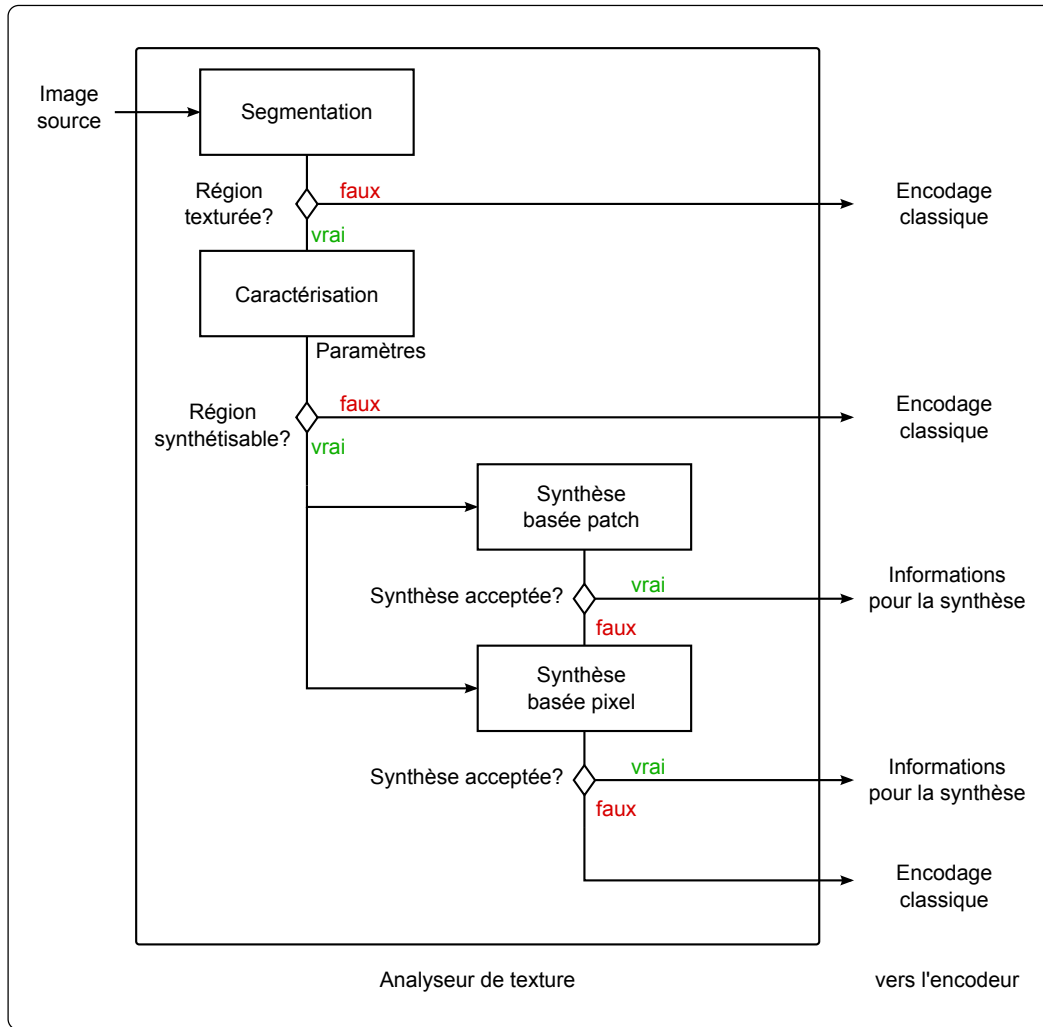 Image
source
Segmentation
Région
texturée?
faux
vrai
Encodage
classique
Caractérisation
Paramètres
Région
synthétisable?
faux
vrai
Encodage
classique
Synthèse
basée patch
Synthèse acceptée?
vrai
faux
Informations
pour la synthèse
Synthèse
basée pixel
Synthèse acceptée?
vrai
faux
Informations
pour la synthèse
Encodage
classique
Analyseur de texture
vers l'encodeur